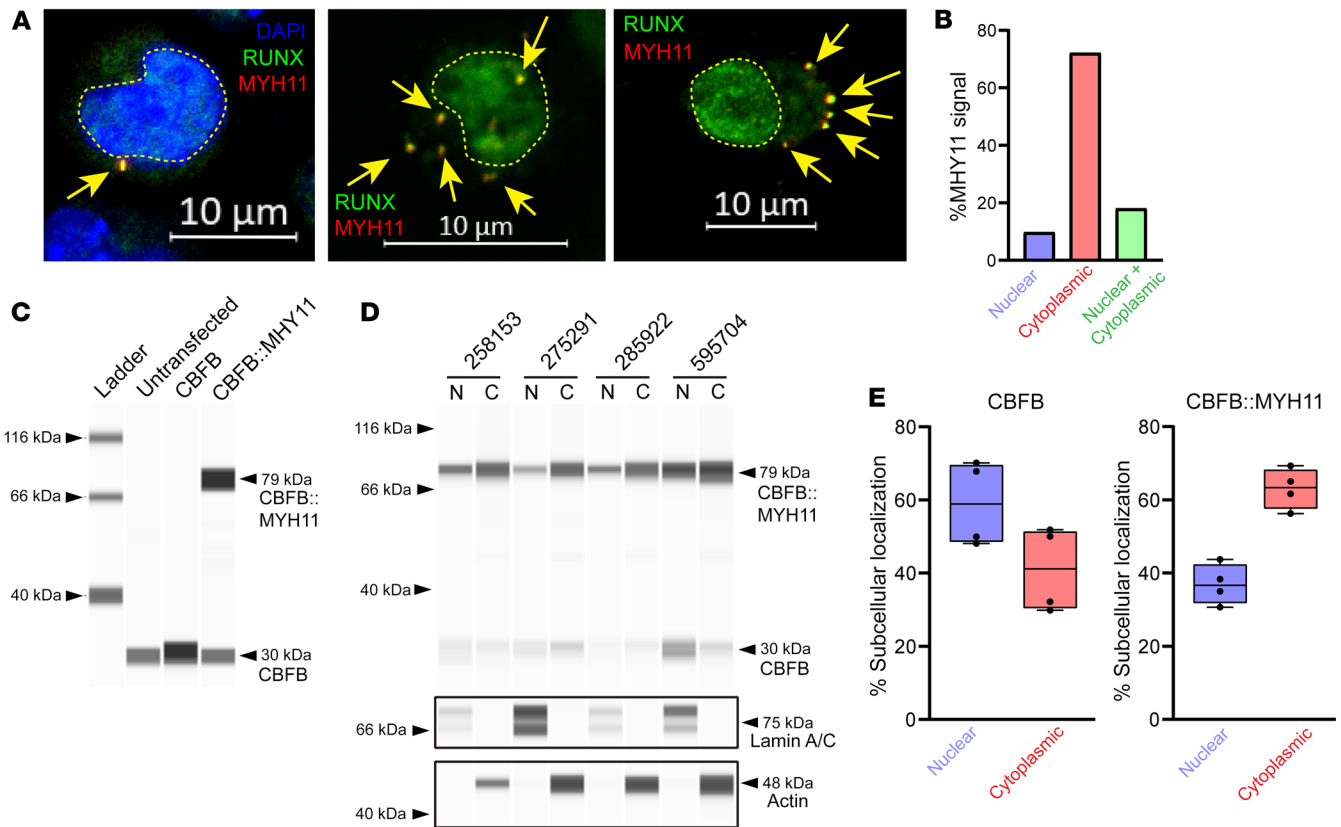 A
DAPI
RUNX
MYH11
10 µm
RUNX
MYH11
10 µm
RUNX
MYH11
10 µm
B
%MHY11 signal
80
60
40
20
0
Nuclear
Cytoplasmic
Nuclear +
Cytoplasmic
C
Ladder
Untransfected
CBFB
CBFB::MHY11
116 kDa
66 kDa
40 kDa
79 kDa
CBFB::
MYH11
30 kDa
CBFB
D
258153
275291
285922
595704
N C N C N C N C
116 kDa
66 kDa
40 kDa
79 kDa
CBFB::
MYH11
30 kDa
CBFB
66 kDa
75 kDa
Lamin A/C
40 kDa
48 kDa
Actin
E
CBFB
% Subcellular localization
80
60
40
20
0
Nuclear
Cytoplasmic
CBFB::MYH11
% Subcellular localization
80
60
40
20
0
Nuclear
Cytoplasmic